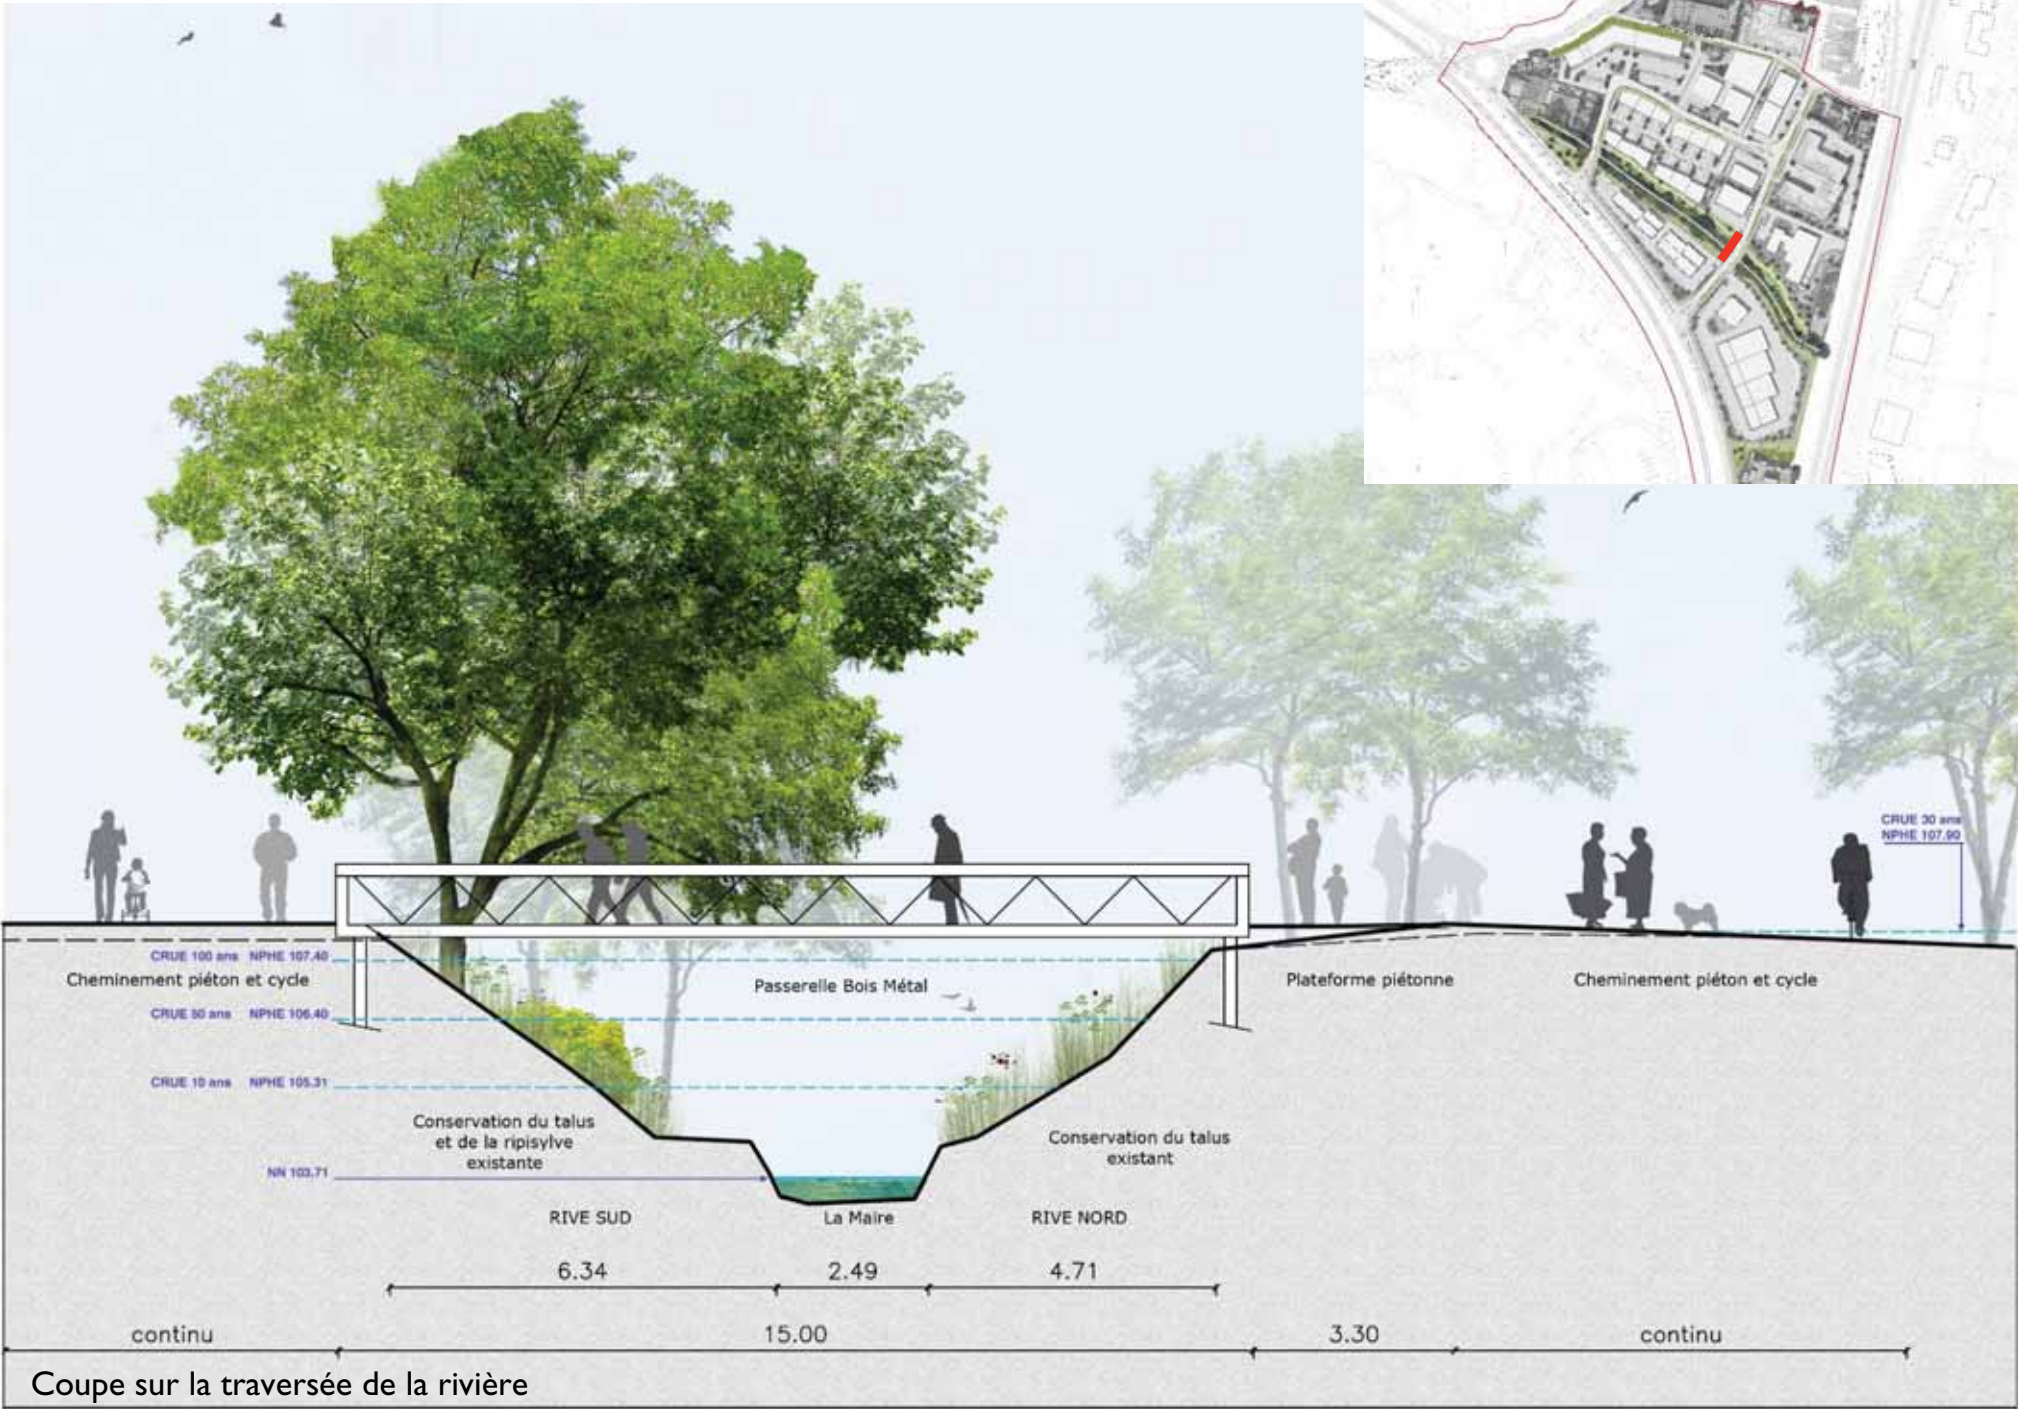 CRUE 30 ans
NPHE 107.90
CRUE 100 ans NPHE 107.40
Cheminement piéton et cycle
Passerelle Bois Métal
Plateforme piétonne
Cheminement piéton et cycle
CRUE 50 ans NPHE 106.40
CRUE 10 ans NPHE 105.31
Conservation du talus
et de la ripisylve
existante
Conservation du talus
existant
NN 103.71
RIVE SUD
La Maire
RIVE NORD
6.34
2.49
4.71
continu
15.00
3.30
continu
Coupe sur la traversée de la rivière